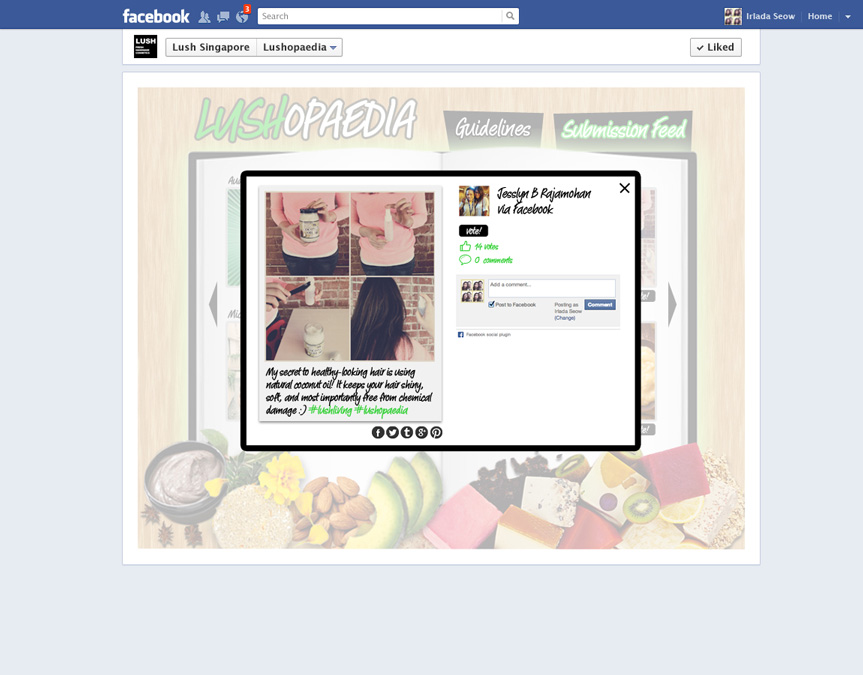 facebook
3
Search
Irlada Seow
Home
LUSH
Lush Singapore
Lushopaedia
✓ Liked
LUSHOPAEDIA
Guidelines
Submission Feed
Jesslyn B Rajamohan
via Facebook
vote!
14 votes
0 comments
Add a comment...
Post to Facebook
Posting as
Irlada Seow
(Change)
Comment
Facebook social plugin
My secret to healthy-looking hair is using
natural coconut oil! It keeps your hair shiny,
soft, and most importantly free from chemical
damage :) #lushliving #lushopaedia